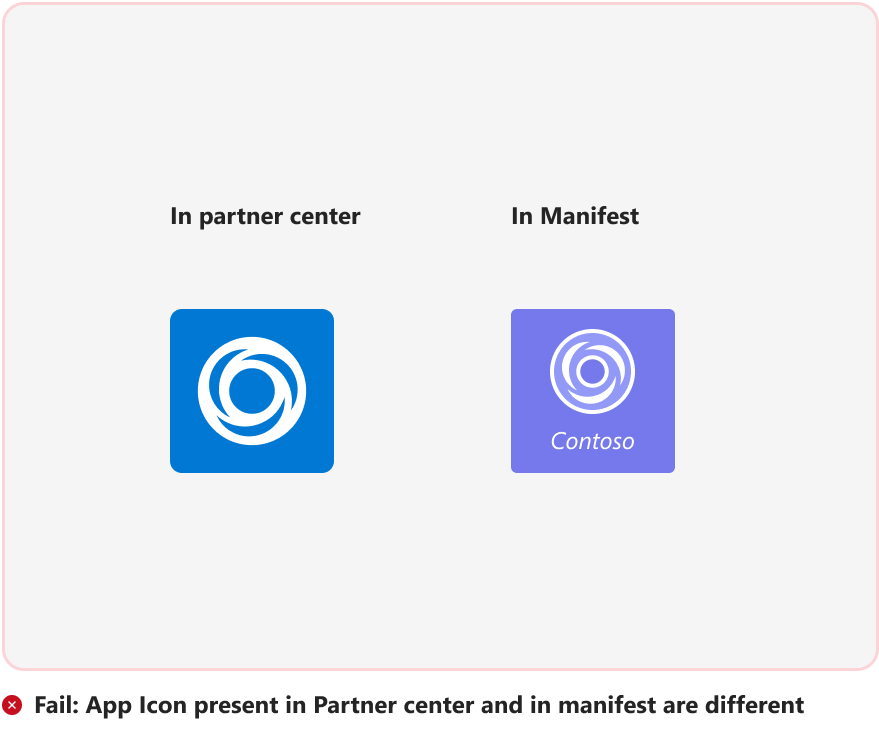 In partner center
In Manifest
Contoso
Fail: App Icon present in Partner center and in manifest are different